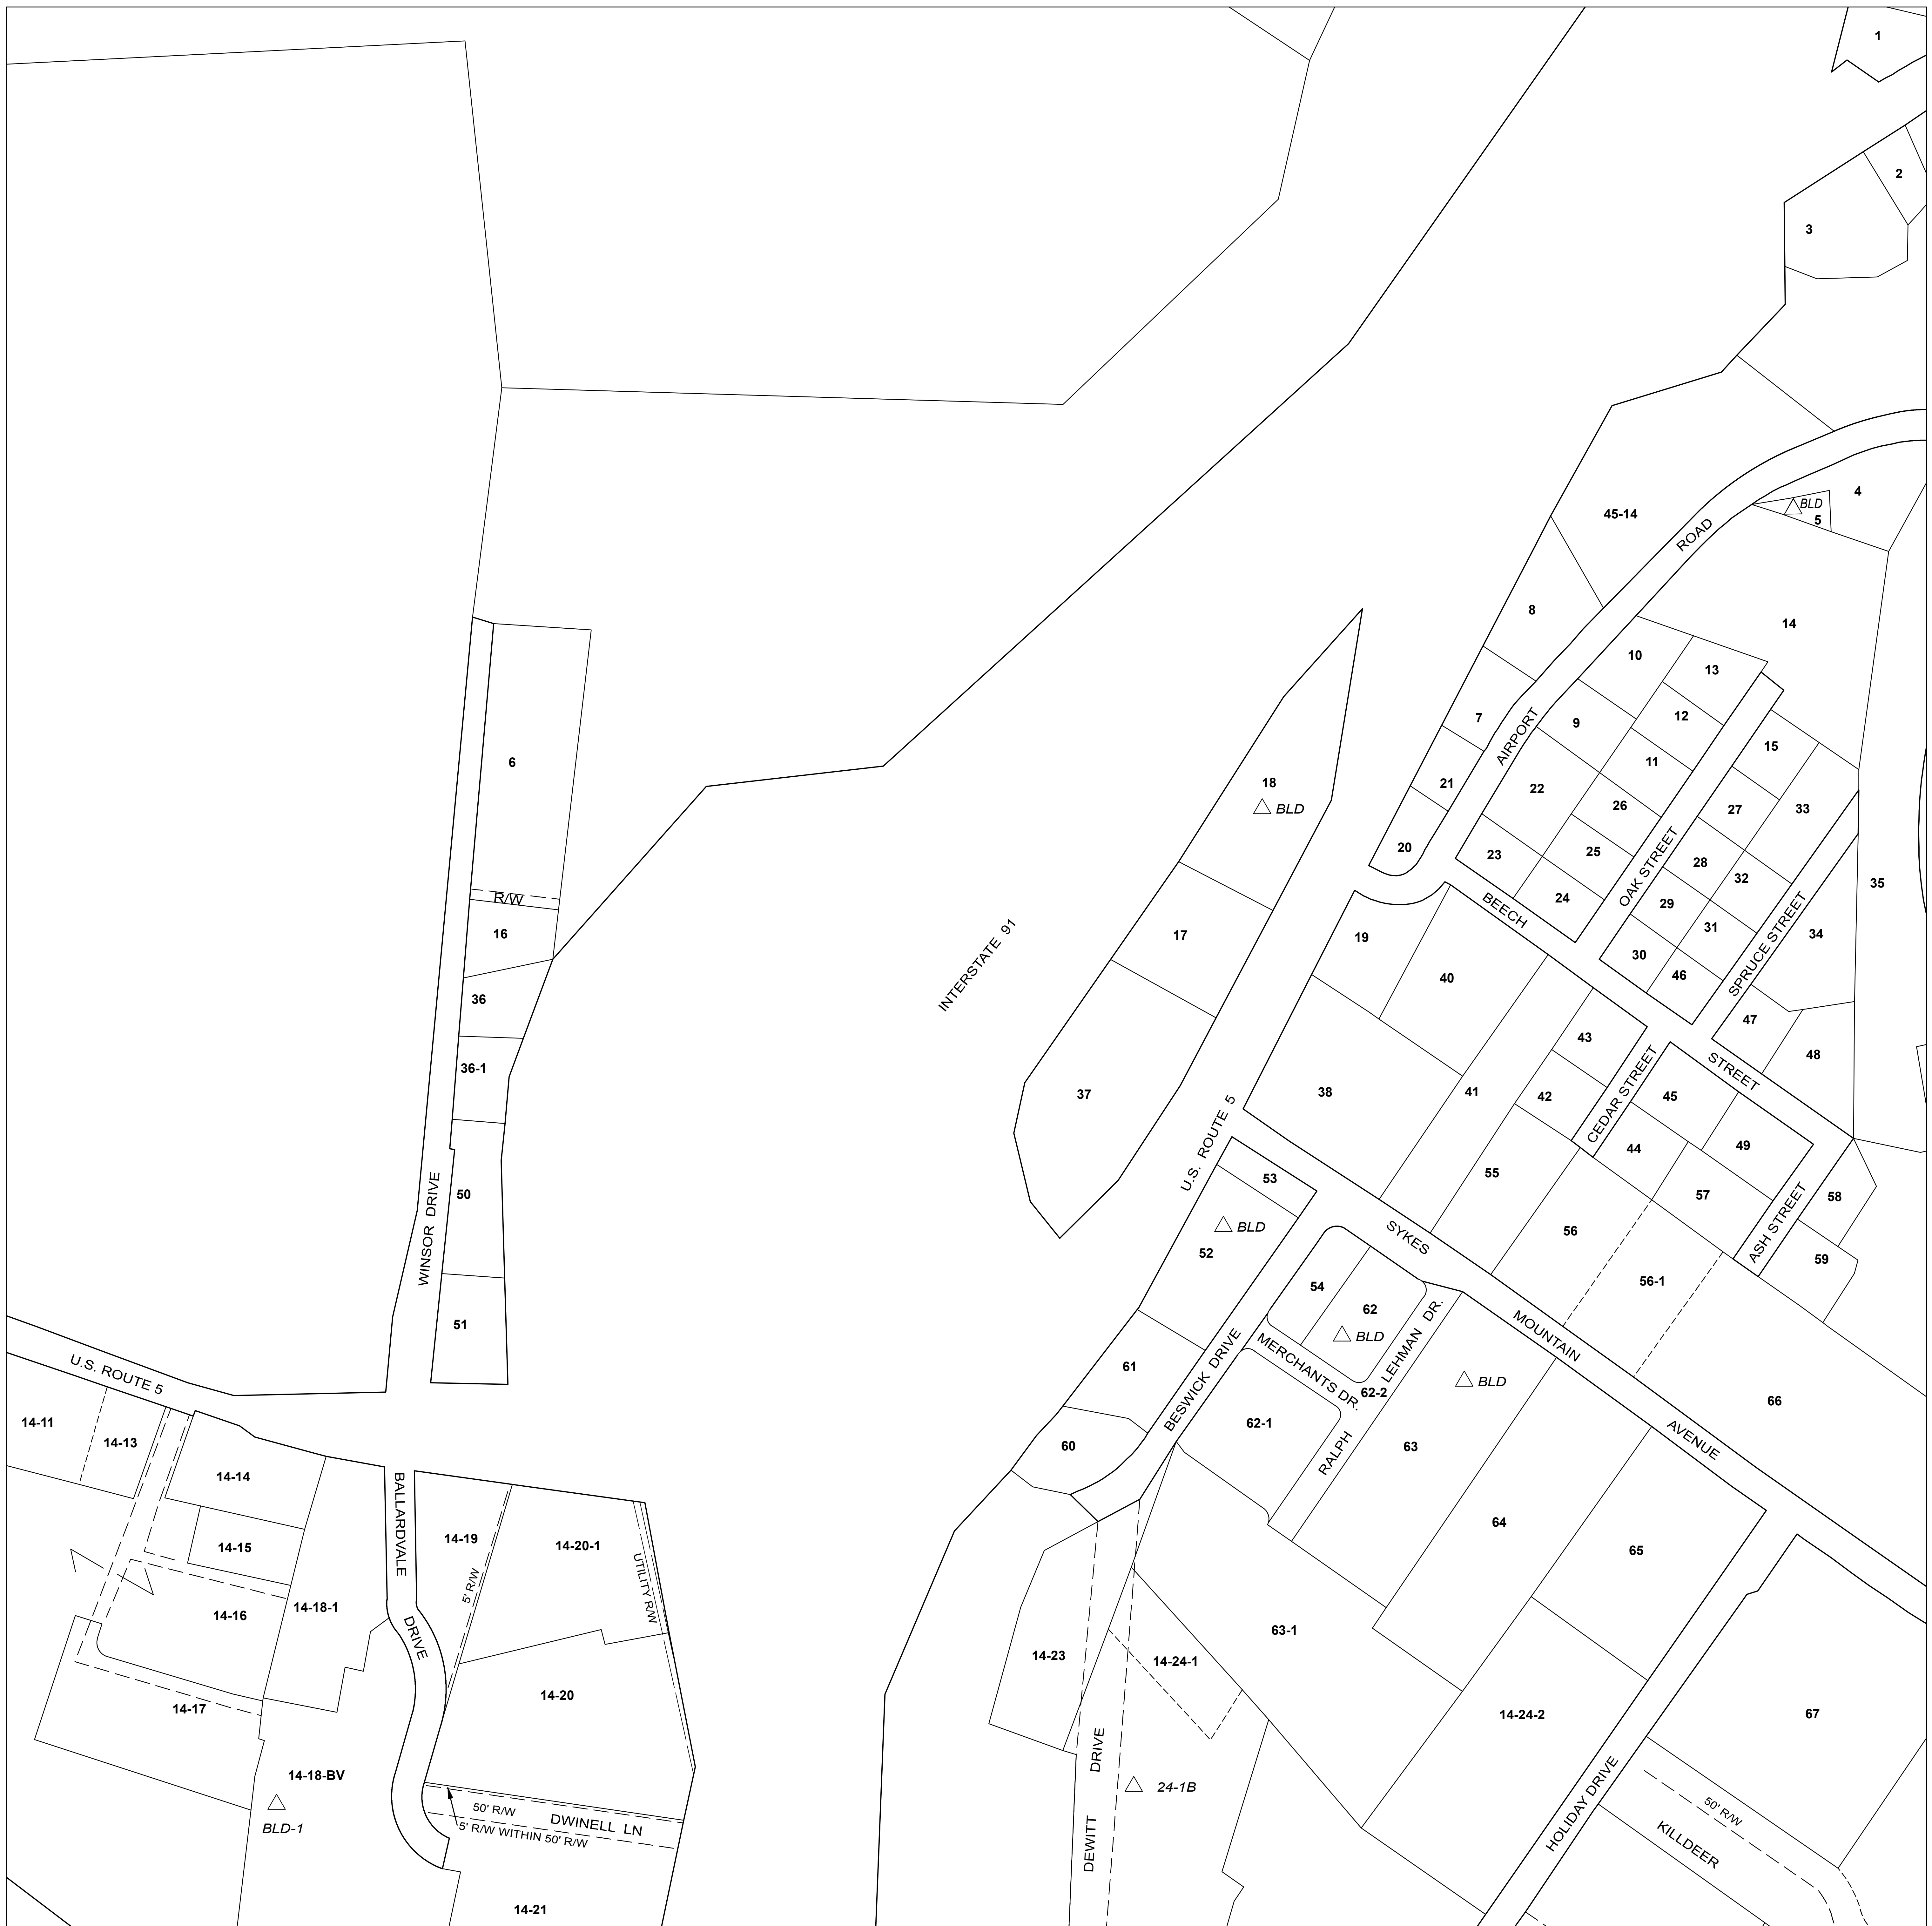 1
2
3
4
BLD
5
45-14
ROAD
8
14
10
13
7
9
12
15
AIRPORT
11
6
18
BLD
21
22
26
27
33
20
23
25
OAK STREET
28
32
35
R/W
24
29
BEECH
16
17
19
31
34
30
SPRUCE STREET
46
INTERSTATE 91
40
36
47
43
48
STREET
36-1
37
38
41
42
CEDAR STREET
45
U.S. ROUTE 5
44
49
53
55
50
57
58
WINSOR DRIVE
BLD
SYKES
56
ASH STREET
52
59
56-1
54
62
51
BLD
LEHMAN DR.
MOUNTAIN
MERCHANTS DR.
61
BESWICK DRIVE
U.S. ROUTE 5
BLD
62-2
66
14-11
14-13
62-1
63
AVENUE
60
RALPH
14-14
BALLARDVALE
64
14-19
14-20-1
14-15
65
5' R/W
UTILITY R/W
14-16
14-18-1
DRIVE
63-1
14-23
14-24-1
14-20
14-17
14-24-2
67
DRIVE
14-18-BV
24-1B
HOLIDAY DRIVE
50' R/W
50' R/W
DWINELL LN
BLD-1
5' R/W WITHIN 50' R/W
DEWITT
KILLDEER
14-21